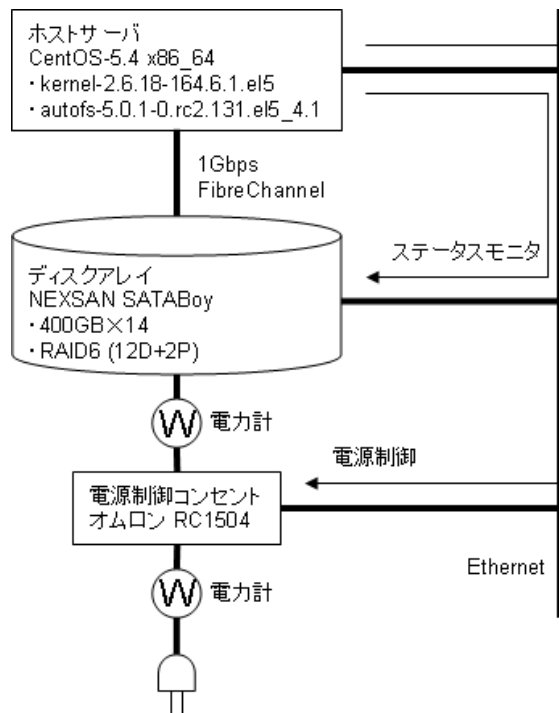 ホストサーバ
CentOS-5.4 x86_64
・kernel-2.6.18-164.6.1.el5
・autofs-5.0.1-0.rc2.131.el5_4.1
1Gbps
FibreChannel
ステータスモニタ
ディスクアレイ
NEXSAN SATABoy
・400GB×14
・RAID6 (12D+2P)
W 電力計
電源制御
電源制御コンセント
オムロン RC1504
Ethernet
W 電力計